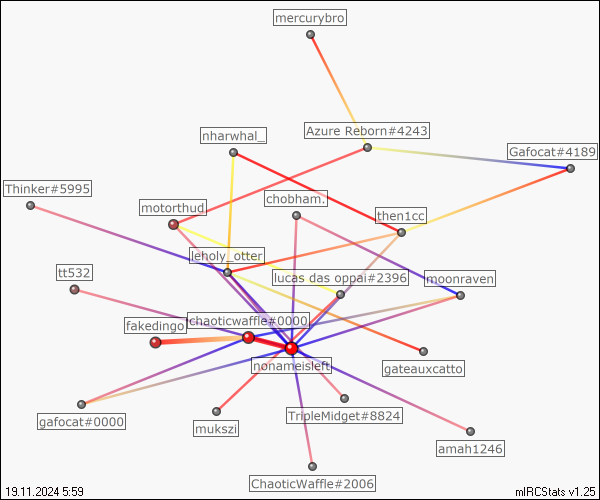 mercurybro
Azure Reborn#4243
nharwhal_
Gafocat#4189
Thinker#5995
chobham.
motorthud
then1cc
leholy_otter
tt532
lucas das oppai#2396
moonraven
chaoticwaffle#0000
fakedingo
nonameisleft
gateauxcatto
gafocat#0000
TripleMidget#8824
mukszi
amah1246
ChaoticWaffle#2006
19.11.2024 5:59
mIRCStats v1.25